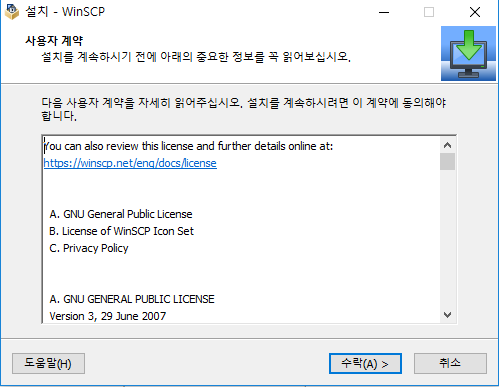 설치 - WinSCP
사용자 계약
설치를 계속하시기 전에 아래의 중요한 정보를 꼭 읽어보십시오.
다음 사용자 계약을 자세히 읽어주십시오. 설치를 계속하시려면 이 계약에 동의해야
합니다.
You can also review this license and further details online at:
https://winscp.net/eng/docs/license
A. GNU General Public License
B. License of WinSCP Icon Set
C. Privacy Policy
A. GNU GENERAL PUBLIC LICENSE
Version 3, 29 June 2007
도움말(H)
수락(A) >
취소